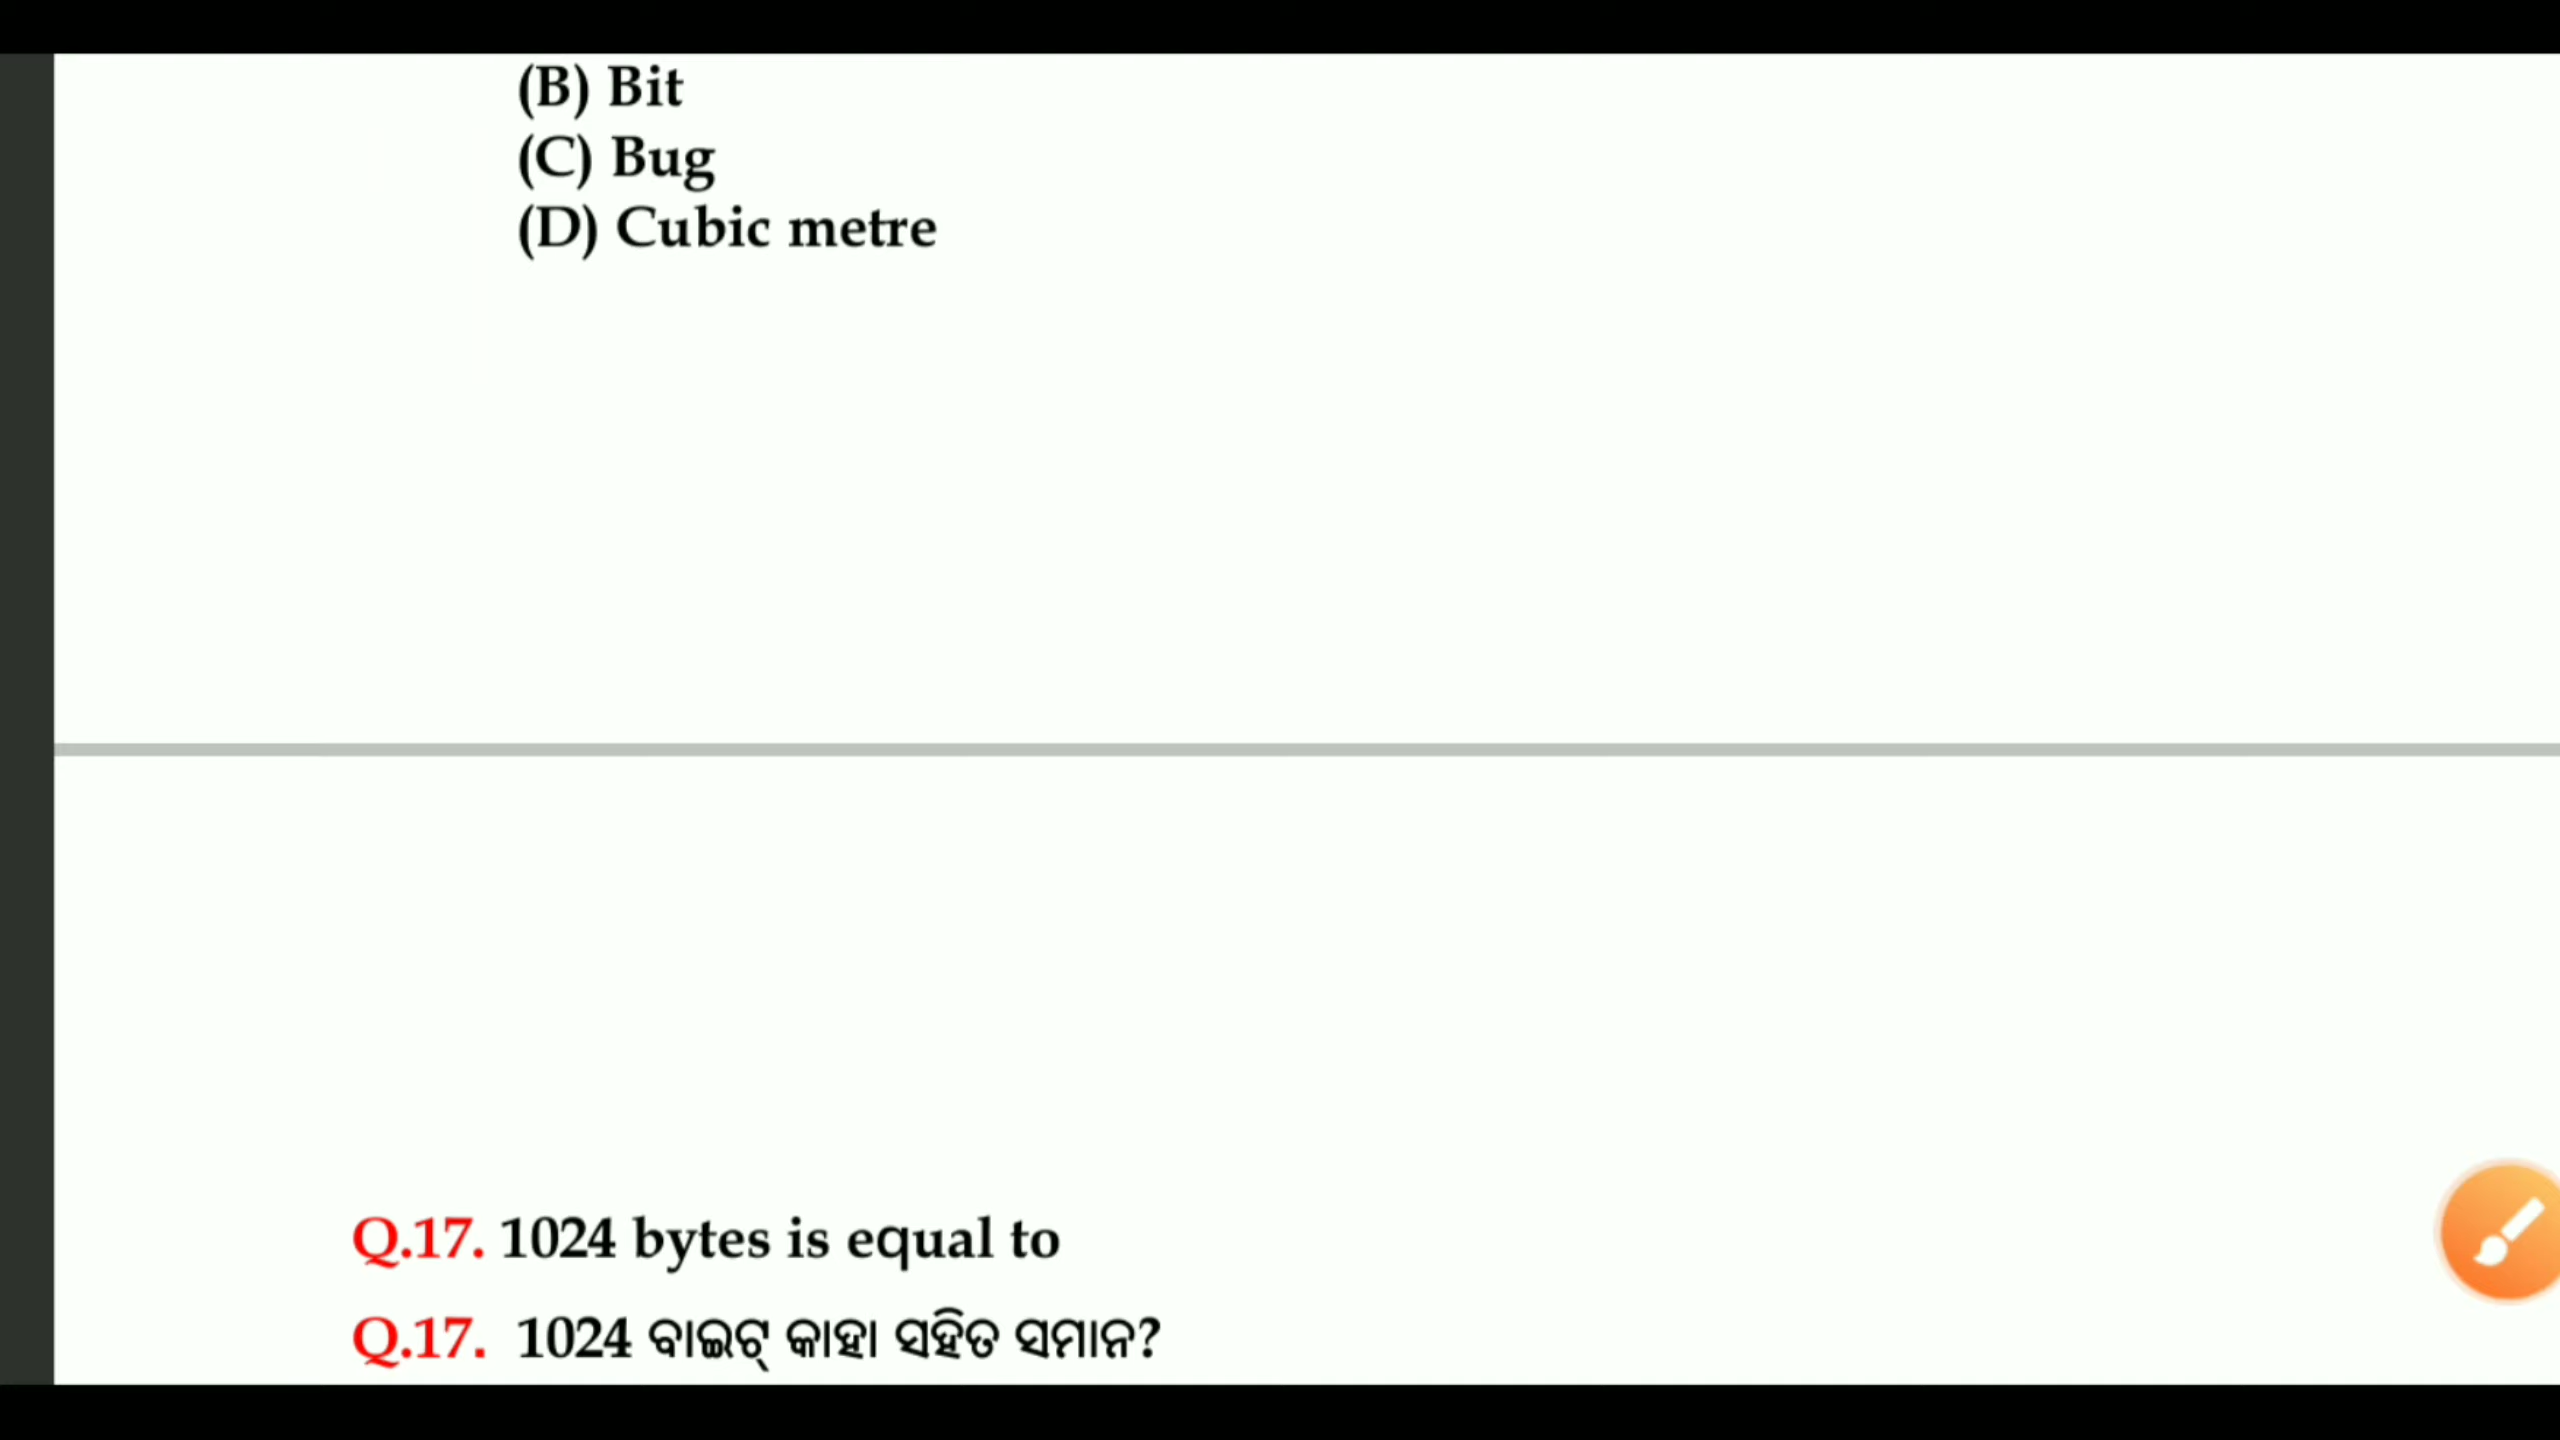 (B) Bit
(C) Bug
(D) Cubic metre
Q.17. 1024 bytes is equal to
Q.17. 1024 ବାଇଟ୍ କାହା ସହିତ ସମାନ?